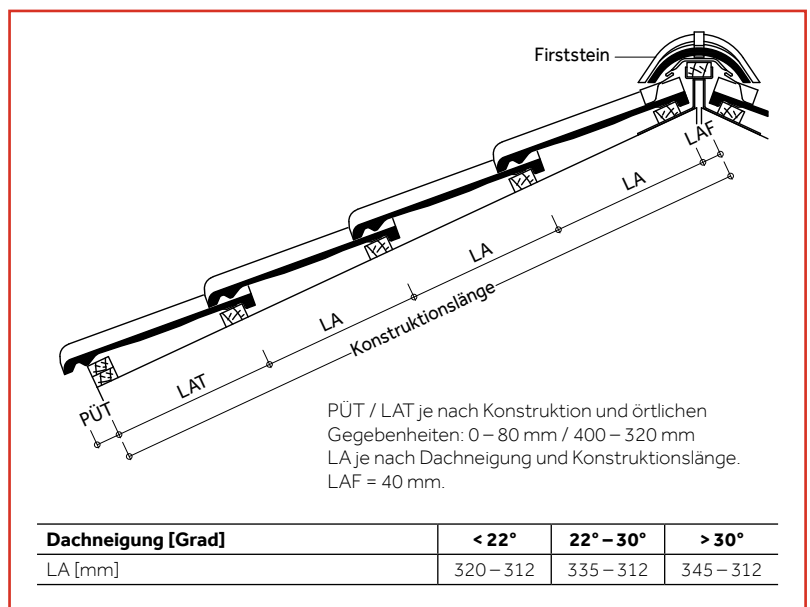 Firststein
LAF
LA
LA
LA
Konstruktionslänge
LAT
PÜT
PÜT / LAT je nach Konstruktion und örtlichen
Gegebenheiten: 0 – 80 mm / 400 – 320 mm
LA je nach Dachneigung und Konstruktionslänge.
LAF = 40 mm.
Dachneigung [Grad] < 22° 22° – 30° > 30°
LA [mm] 320 – 312 335 – 312 345 – 312